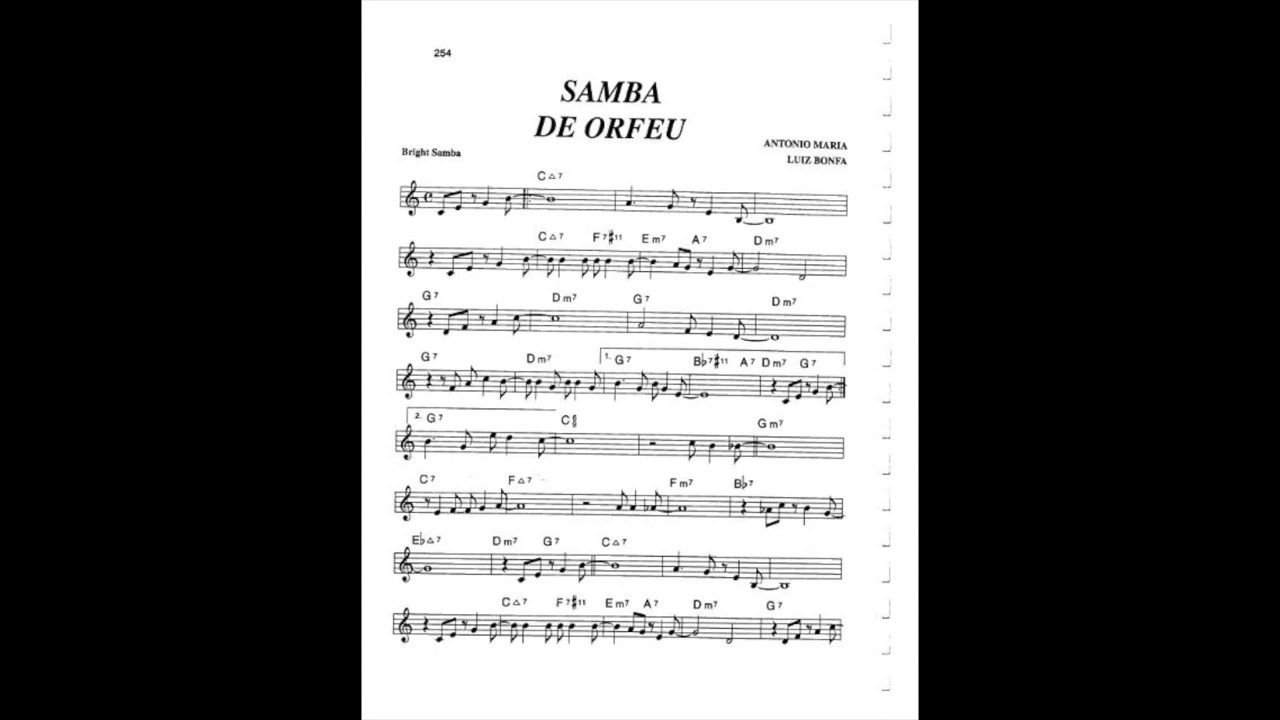 254
SAMBA
DE ORFEU
ANTONIO MARIA
Bright Samba
LUIZ BONFA
C△7
C△7 F7#11 Em7 A7 Dm7
G7 Dm7 G7 Dm7
G7 Dm7 1. G7 B♭7#11 A7 Dm7 G7
2. G7 C6/9 Gm7
C7 F△7 Fm7 B♭7
E♭△7 Dm7 G7 C△7
C△7 F7#11 Em7 A7 Dm7 G7